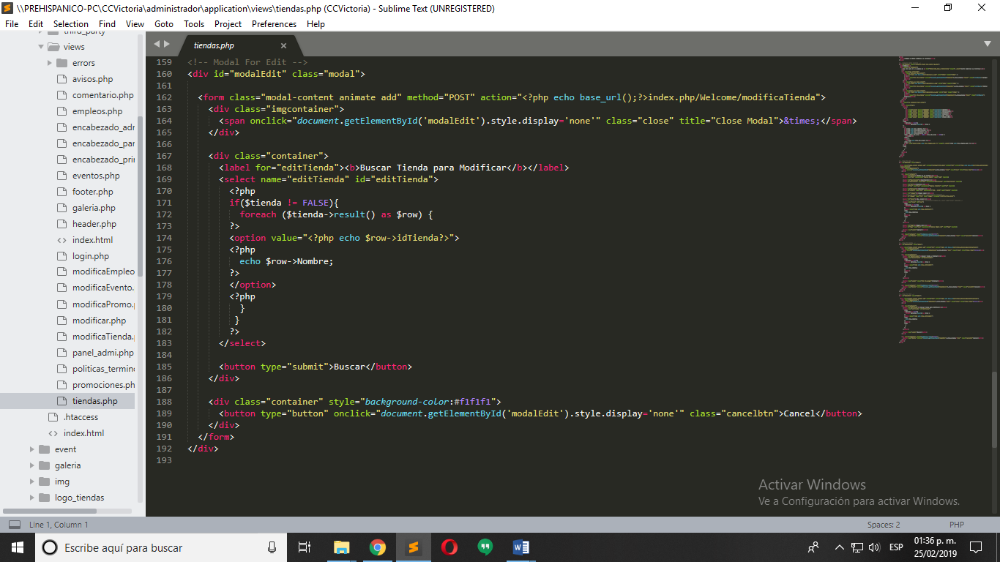 \\PREHISPANICO-PC\CCVictoria\administrador\application\views\tiendas.php (CCVictoria) - Sublime Text (UNREGISTERED)
File Edit Selection Find View Goto Tools Project Preferences Help
third_party
views
errors
avisos.php
comentario.php
empleos.php
encabezado_adr
encabezado_par
encabezado_prin
eventos.php
footer.php
galeria.php
header.php
index.html
login.php
modificaEmpleo
modificaEvento.
modificaPromo.p
modificar.php
modificaTienda.p
panel_admi.php
politicas_termino
promociones.ph
tiendas.php
.htaccess
index.html
event
galeria
img
logo_tiendas
tiendas.php
159 <!-- Modal For Edit -->
160 <div id="modalEdit" class="modal">
161
162 <form class="modal-content animate add" method="POST" action="<?php echo base_url();?>index.php/Welcome/modificaTienda">
163 <div class="imgcontainer">
164 <span onclick="document.getElementById('modalEdit').style.display='none'" class="close" title="Close Modal">&times;</span>
165 </div>
166
167 <div class="container">
168 <label for="editTienda"><b>Buscar Tienda para Modificar</b></label>
169 <select name="editTienda" id="editTienda">
170 <?php
171 if($tienda != FALSE){
172 foreach ($tienda->result() as $row) {
173 ?>
174 <option value="<?php echo $row->idTienda?>">
175 <?php
176 echo $row->Nombre;
177 ?>
178 </option>
179 <?php
180 }
181 }
182 ?>
183 </select>
184
185 <button type="submit">Buscar</button>
186 </div>
187
188 <div class="container" style="background-color:#f1f1f1">
189 <button type="button" onclick="document.getElementById('modalEdit').style.display='none'" class="cancelbtn">Cancel</button>
190 </div>
191 </form>
192 </div>
193
Activar Windows
Ve a Configuración para activar Windows.
Line 1, Column 1
Spaces: 2
PHP
Escribe aquí para buscar
ESP
01:36 p. m.
25/02/2019